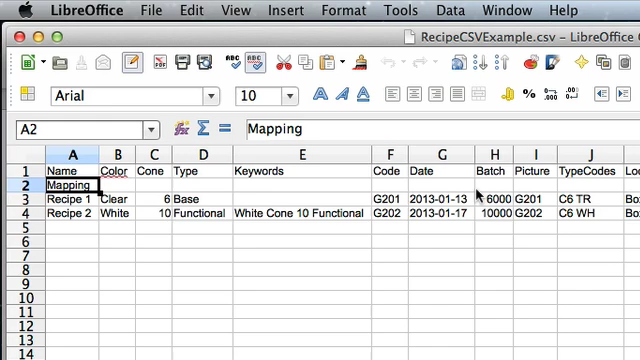 LibreOffice File Edit View Insert Format Tools Data Window Help
RecipeCSVExample.csv – LibreOffice
Arial 10
A2 Mapping
A B C D E F G H I J
1 Name Color Cone Type Keywords Code Date Batch Picture TypeCodes Loc
2 Mapping
3 Recipe 1 Clear 6 Base G201 2013-01-13 6000 G201 C6 TR Box
4 Recipe 2 White 10 Functional White Cone 10 Functional G202 2013-01-17 10000 G202 C6 WH Box
5
6
7
8
9
10
11
12
13
14